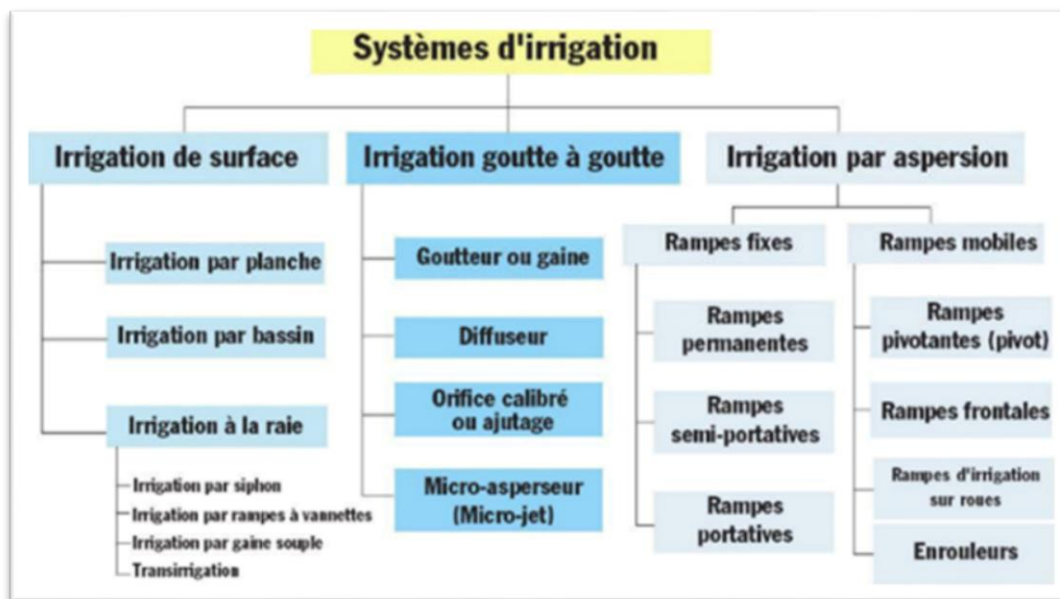 Systèmes d'irrigation
Irrigation de surface
Irrigation par planche
Irrigation par bassin
Irrigation à la raie
Irrigation par siphon
Irrigation par rampes à vannettes
Irrigation par gaine souple
Transirrigation
Irrigation goutte à goutte
Goutteur ou gaine
Diffuseur
Orifice calibré
ou ajutage
Micro-asperseur
(Micro-jet)
Irrigation par aspersion
Rampes fixes
Rampes
permanentes
Rampes
semi-portatives
Rampes
portatives
Rampes mobiles
Rampes
pivotantes (pivot)
Rampes frontales
Rampes d'irrigation
sur roues
Enrouleurs